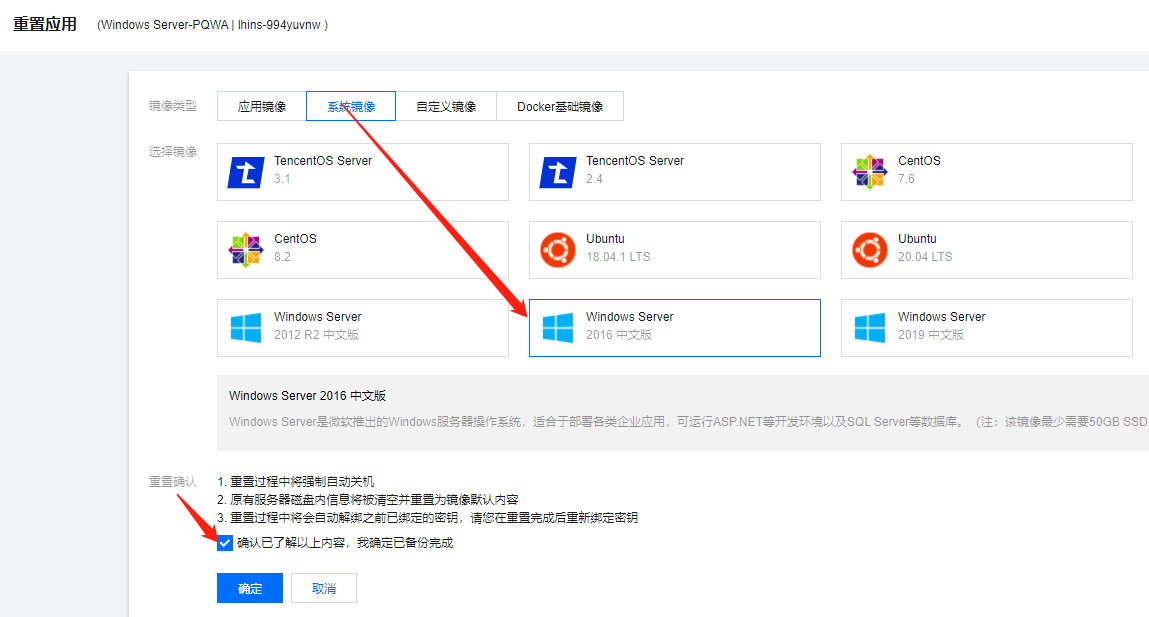 重置应用 (Windows Server-PQWA | lhins-994yuvnw )
镜像类型 应用镜像 系统镜像 自定义镜像 Docker基础镜像
选择镜像
TencentOS Server
3.1
TencentOS Server
2.4
CentOS
7.6
CentOS
8.2
Ubuntu
18.04.1 LTS
Ubuntu
20.04 LTS
Windows Server
2012 R2 中文版
Windows Server
2016 中文版
Windows Server
2019 中文版
Windows Server 2016 中文版
Windows Server是微软推出的Windows服务器操作系统，适合于部署各类企业应用，可运行ASP.NET等开发环境以及SQL Server等数据库。（注：该镜像最少需要50GB SSD
重置确认
1. 重置过程中将强制自动关机
2. 原有服务器磁盘内信息将被清空并重置为镜像默认内容
3. 重置过程中将会自动解绑之前已绑定的密钥，请您在重置完成后重新绑定密钥
确认已了解以上内容，我确定已备份完成
确定 取消